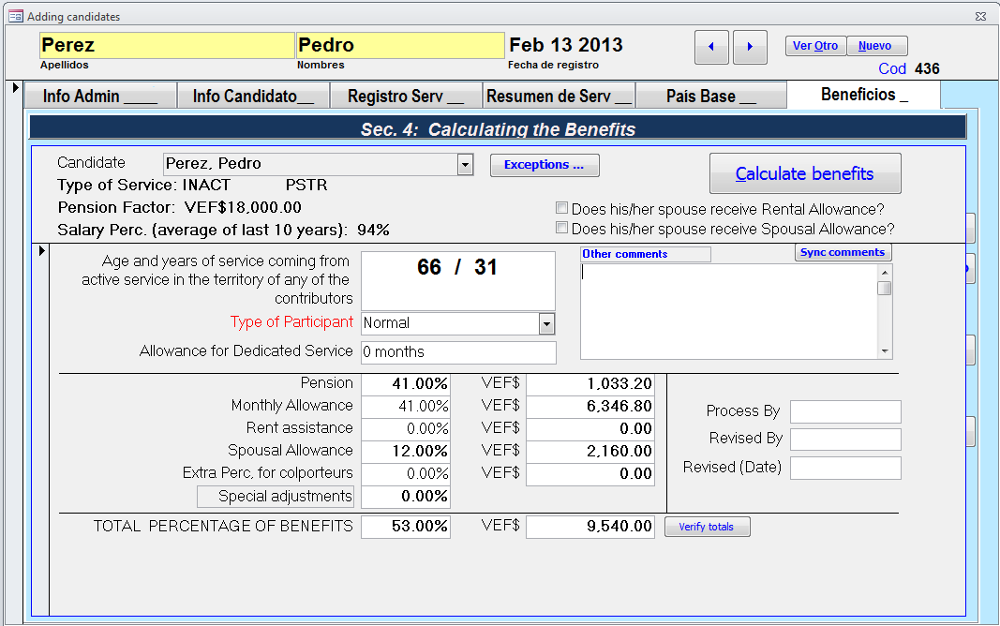 Adding candidates
Perez Pedro Feb 13 2013
Apellidos Nombres Fecha de registro
Ver Otro Nuevo
Cod 436
Info Admin ____ Info Candidato__ Registro Serv __ Resumen de Serv __ País Base __ Beneficios _
Sec. 4: Calculating the Benefits
Candidate Perez, Pedro Exceptions ... Calculate benefits
Type of Service: INACT PSTR
Pension Factor: VEF$18,000.00 Does his/her spouse receive Rental Allowance?
Salary Perc. (average of last 10 years): 94% Does his/her spouse receive Spousal Allowance?
Age and years of service coming from
active service in the territory of any of the
contributors
66 / 31
Other comments Sync comments
Type of Participant Normal
Allowance for Dedicated Service 0 months
Pension 41.00% VEF$ 1,033.20
Monthly Allowance 41.00% VEF$ 6,346.80
Rent assistance 0.00% VEF$ 0.00
Spousal Allowance 12.00% VEF$ 2,160.00
Extra Perc, for colporteurs 0.00% VEF$ 0.00
Special adjustments 0.00%
Process By
Revised By
Revised (Date)
TOTAL PERCENTAGE OF BENEFITS 53.00% VEF$ 9,540.00 Verify totals